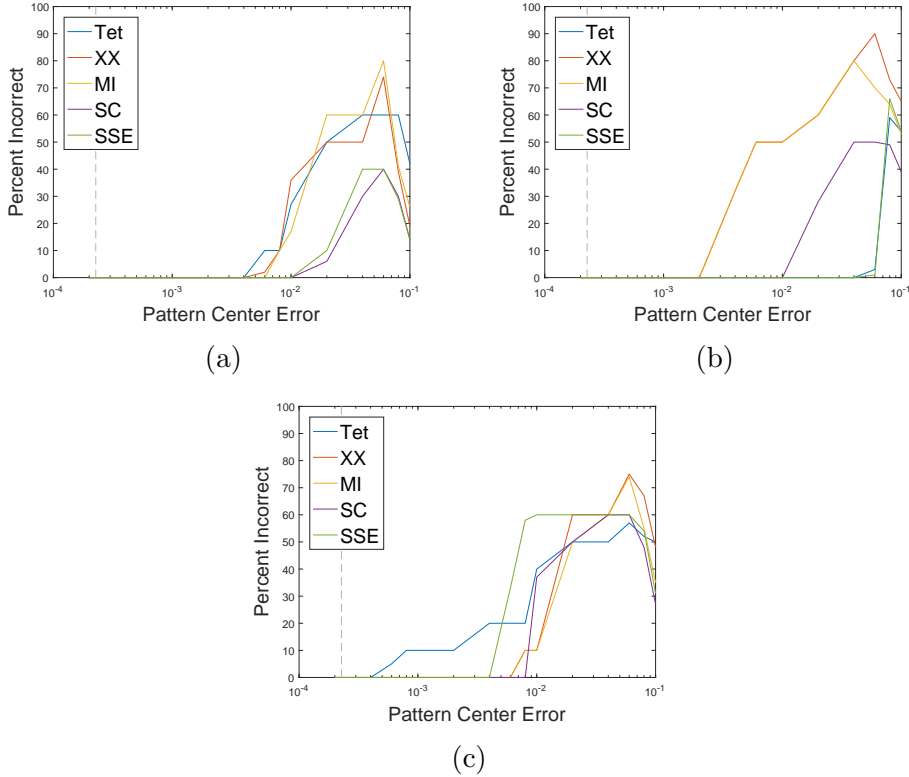 100
90
80
70
60
50
40
30
20
10
0
Percent Incorrect
Tet
XX
MI
SC
SSE
10^-4
10^-3
10^-2
10^-1
Pattern Center Error
(a)
100
90
80
70
60
50
40
30
20
10
0
Percent Incorrect
Tet
XX
MI
SC
SSE
10^-4
10^-3
10^-2
10^-1
Pattern Center Error
(b)
100
90
80
70
60
50
40
30
20
10
0
Percent Incorrect
Tet
XX
MI
SC
SSE
10^-4
10^-3
10^-2
10^-1
Pattern Center Error
(c)